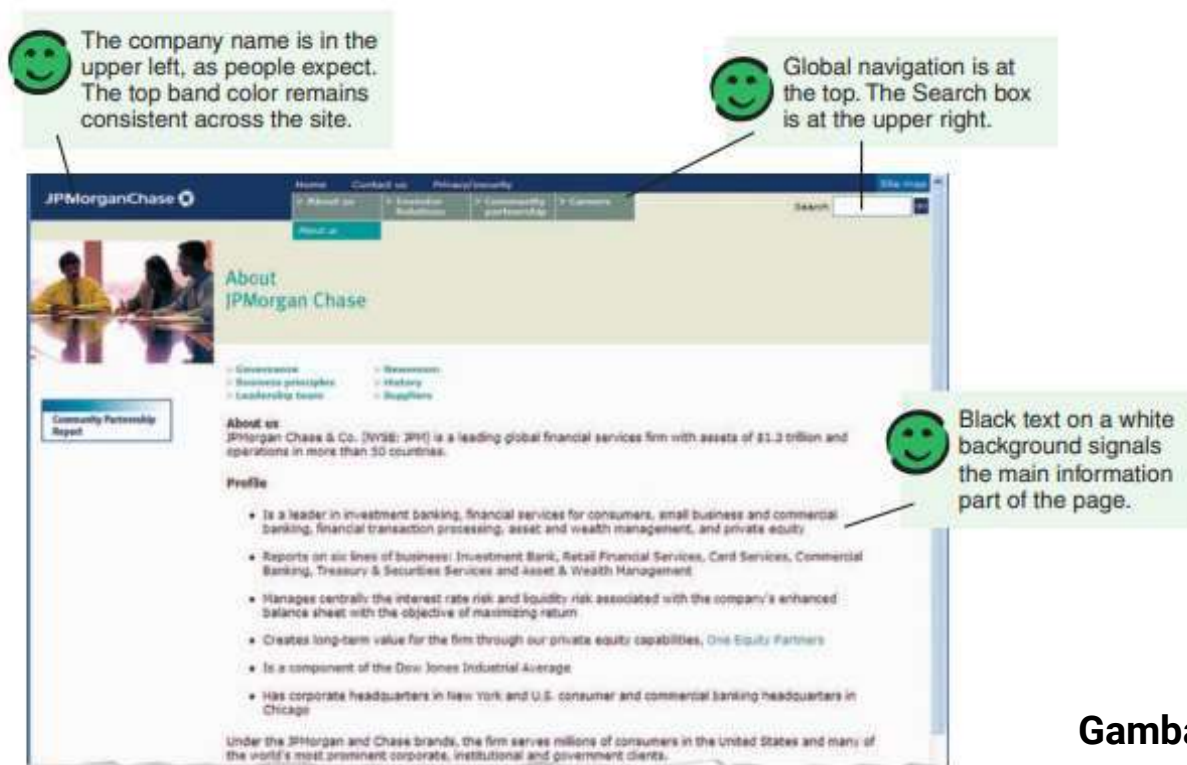 The company name is in the
upper left, as people expect.
The top band color remains
consistent across the site.
Global navigation is at
the top. The Search box
is at the upper right.
JPMorganChase
Home Contact us Privacy/security Site map
> About us > Investor Relations > Community partnership > Careers
Search
About us
About
JPMorgan Chase
Governance Newsroom
Business principles History
Leadership team Suppliers
Community Partnership
Report
About us
JPMorgan Chase & Co. (NYSE: JPM) is a leading global financial services firm with assets of $1.3 trillion and
operations in more than 50 countries.
Black text on a white
background signals
the main information
part of the page.
Profile
• Is a leader in investment banking, financial services for consumers, small business and commercial
banking, financial transaction processing, asset and wealth management, and private equity
• Reports on six lines of business: Investment Bank, Retail Financial Services, Card Services, Commercial
Banking, Treasury & Securities Services and Asset & Wealth Management
• Manages centrally the interest rate risk and liquidity risk associated with the company's enhanced
balance sheet with the objective of maximizing return
• Creates long-term value for the firm through our private equity capabilities, One Equity Partners
• Is a component of the Dow Jones Industrial Average
• Has corporate headquarters in New York and U.S. consumer and commercial banking headquarters in
Chicago
Under the JPMorgan and Chase brands, the firm serves millions of consumers in the United States and many of
the world's most prominent corporate, institutional and government clients.
Gamba